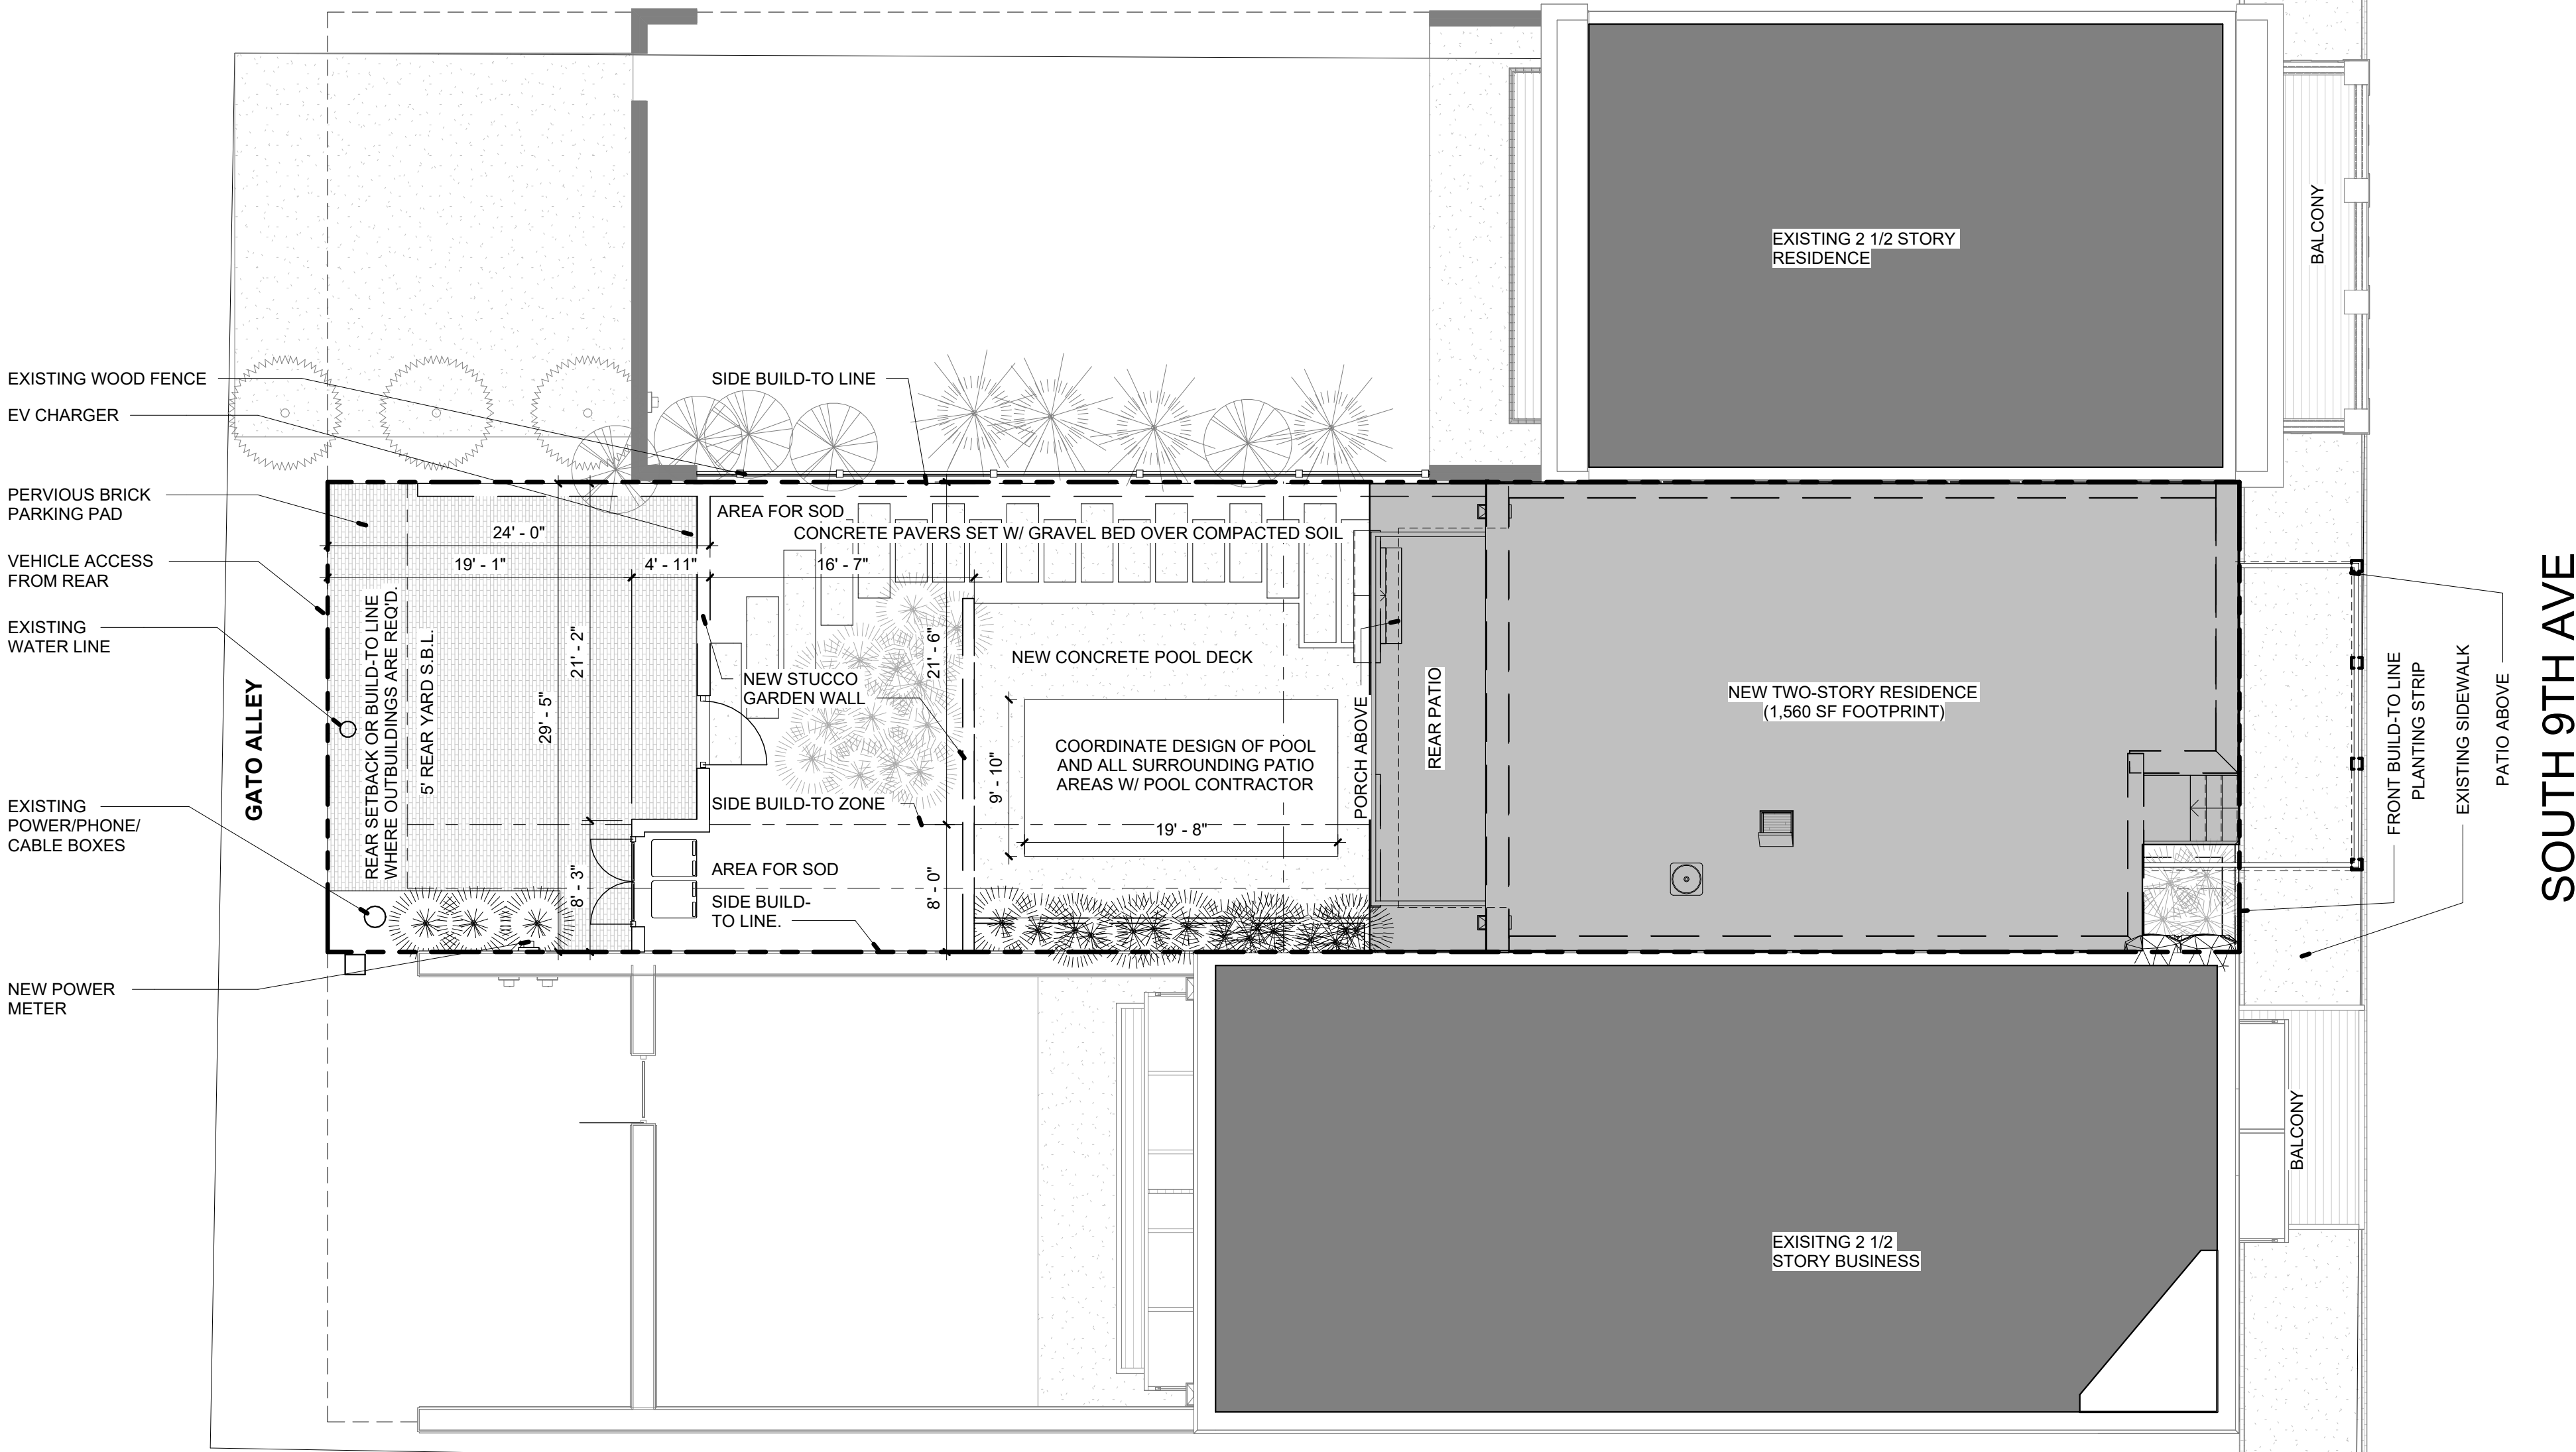 EXISTING 2 1/2 STORY
RESIDENCE
BALCONY
EXISTING WOOD FENCE
EV CHARGER
PERVIOUS BRICK
PARKING PAD
VEHICLE ACCESS
FROM REAR
EXISTING
WATER LINE
EXISTING
POWER/PHONE/
CABLE BOXES
NEW POWER
METER
GATO ALLEY
REAR SETBACK OR BUILD-TO LINE
WHERE OUTBUILDINGS ARE REQ'D.
5' REAR YARD S.B.L.
24' - 0"
19' - 1"
4' - 11"
16' - 7"
29' - 5"
21' - 2"
8' - 3"
SIDE BUILD-TO LINE
AREA FOR SOD
CONCRETE PAVERS SET W/ GRAVEL BED OVER COMPACTED SOIL
NEW STUCCO
GARDEN WALL
21' - 6"
SIDE BUILD-TO ZONE
AREA FOR SOD
SIDE BUILD-
TO LINE.
8' - 0"
NEW CONCRETE POOL DECK
COORDINATE DESIGN OF POOL
AND ALL SURROUNDING PATIO
AREAS W/ POOL CONTRACTOR
9' - 10"
19' - 8"
PORCH ABOVE
REAR PATIO
NEW TWO-STORY RESIDENCE
(1,560 SF FOOTPRINT)
FRONT BUILD-TO LINE
PLANTING STRIP
EXISTING SIDEWALK
PATIO ABOVE
SOUTH 9TH AVE
EXISITNG 2 1/2
STORY BUSINESS
BALCONY